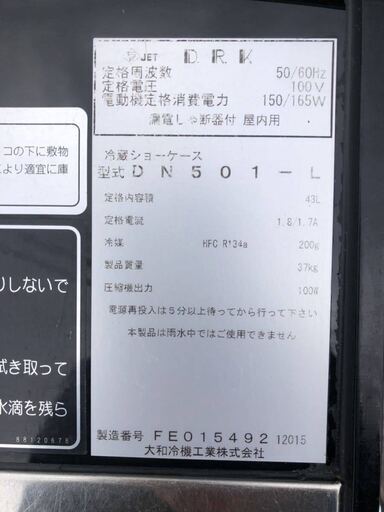 JET DRK
定格周波数 50/60Hz
定格電圧 100V
電動機定格消費電力 150/165W
漏電しゃ断器付 屋内用
冷蔵ショーケース
型式 DN501-L
定格内容積 43L
定格電流 1.8/1.7A
冷媒 HFC R134a 200g
製品質量 37kg
圧縮機出力 100W
電源再投入は5分以上待ってから行って下さい
本製品は雨水中ではご使用できません
製造番号 FE015492 12015
大和冷機工業株式会社
コの下に敷物
より適宜に庫
りしないで
拭き取って
水滴を残ら
88120676